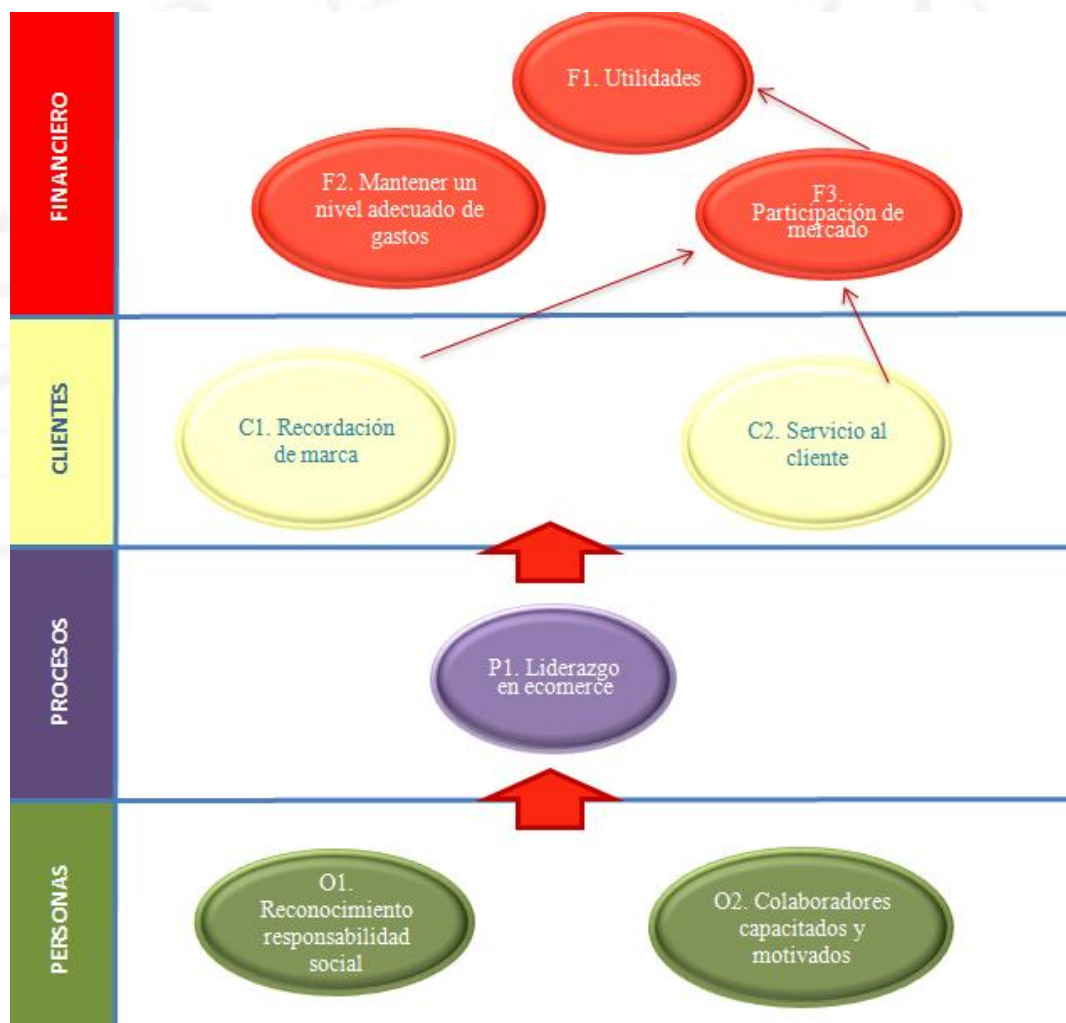 FINANCIERO
F1. Utilidades
F2. Mantener un
nivel adecuado de
gastos
F3.
Participación de
mercado
CLIENTES
C1. Recordación
de marca
C2. Servicio al
cliente
PROCESOS
P1. Liderazgo
en ecomerce
PERSONAS
O1.
Reconocimiento
responsabilidad
social
O2. Colaboradores
capacitados y
motivados